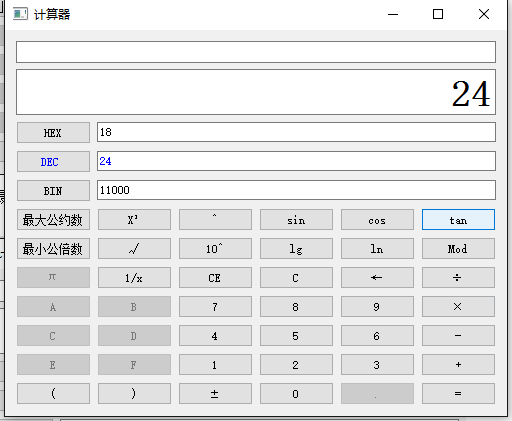 计算器
24
HEX 18
DEC 24
BIN 11000
最大公约数 X² ^ sin cos tan
最小公倍数 √ 10^ lg ln Mod
π 1/x CE C ← ÷
A B 7 8 9 ×
C D 4 5 6 -
E F 1 2 3 +
( ) ± 0 . =